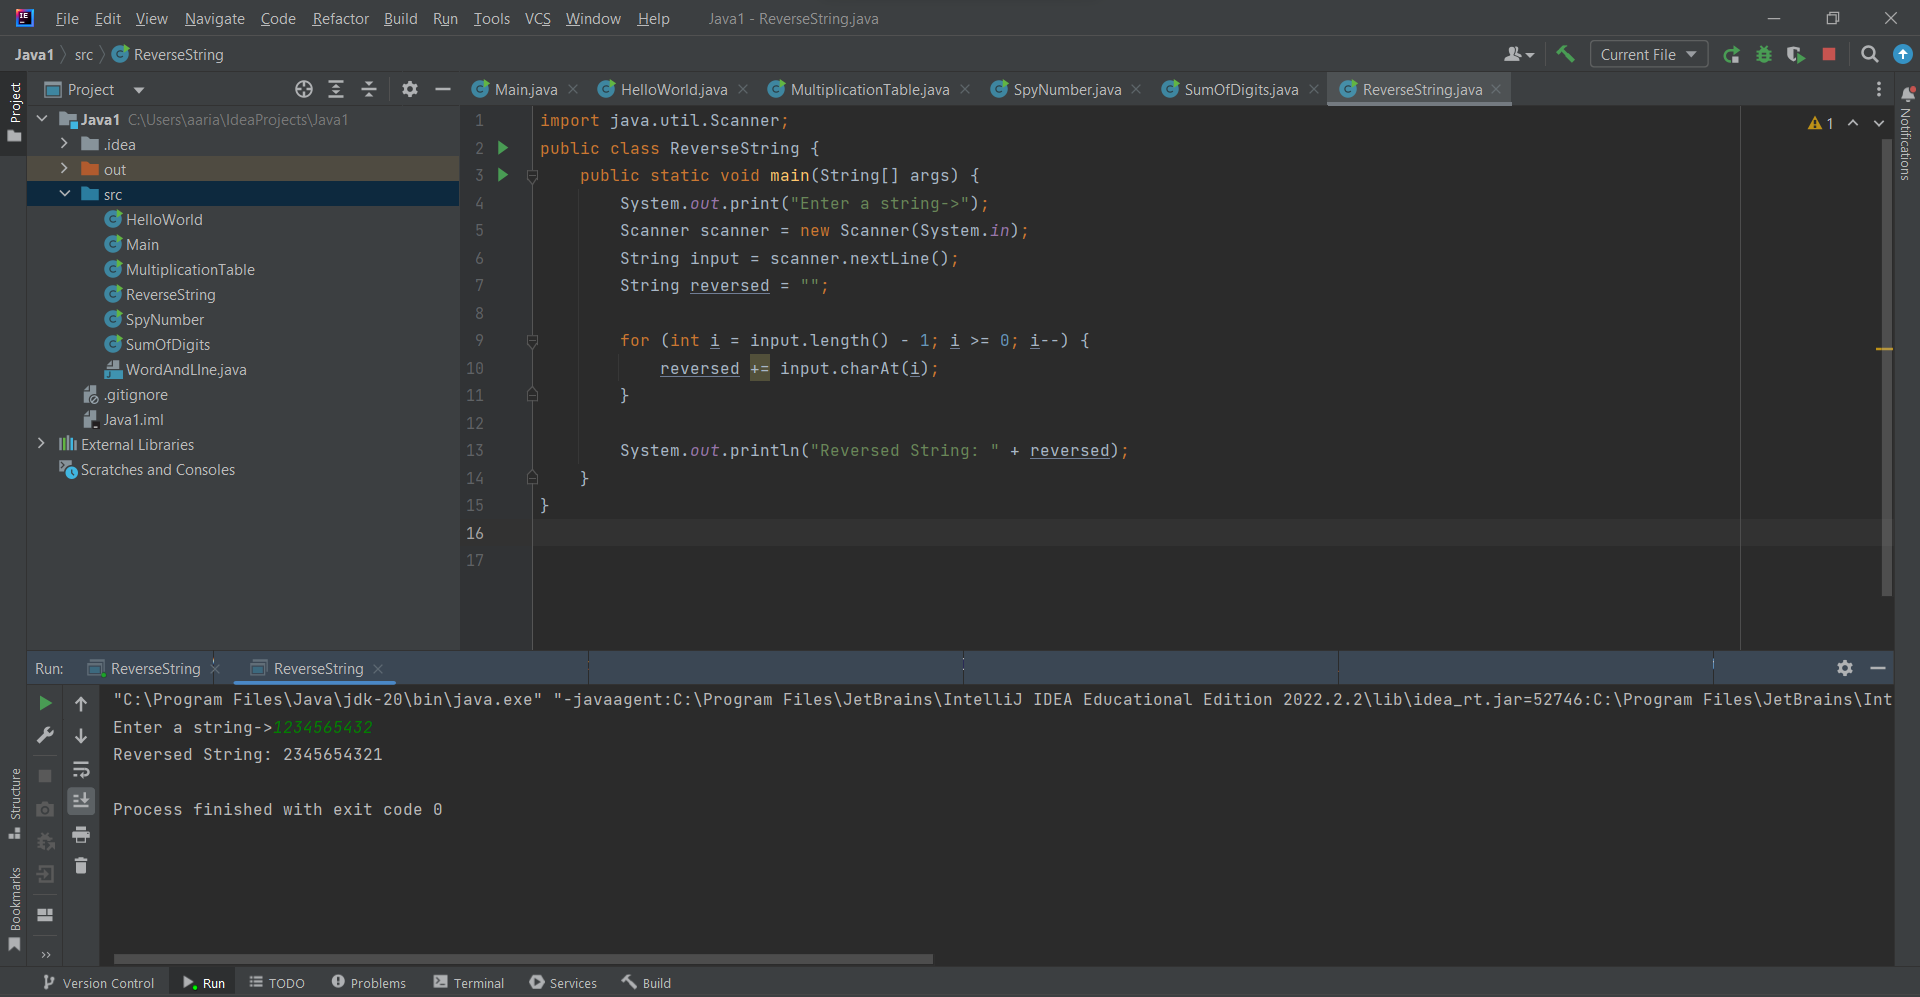 File Edit View Navigate Code Refactor Build Run Tools VCS Window Help Java1 - ReverseString.java
Java1 src ReverseString Current File
Project
Main.java HelloWorld.java MultiplicationTable.java SpyNumber.java SumOfDigits.java ReverseString.java
Project
Java1 C:\Users\aaria\IdeaProjects\Java1
.idea
out
src
HelloWorld
Main
MultiplicationTable
ReverseString
SpyNumber
SumOfDigits
WordAndLIne.java
.gitignore
Java1.iml
External Libraries
Scratches and Consoles
1 import java.util.Scanner;
2 public class ReverseString {
3 public static void main(String[] args) {
4 System.out.print("Enter a string->");
5 Scanner scanner = new Scanner(System.in);
6 String input = scanner.nextLine();
7 String reversed = "";
8
9 for (int i = input.length() - 1; i >= 0; i--) {
10 reversed += input.charAt(i);
11 }
12
13 System.out.println("Reversed String: " + reversed);
14 }
15 }
16
17
1
Notifications
Run: ReverseString ReverseString
"C:\Program Files\Java\jdk-20\bin\java.exe" "-javaagent:C:\Program Files\JetBrains\IntelliJ IDEA Educational Edition 2022.2.2\lib\idea_rt.jar=52746:C:\Program Files\JetBrains\Int
Enter a string->1234565432
Reversed String: 2345654321
Process finished with exit code 0
Structure
Bookmarks
Version Control Run TODO Problems Terminal Services Build